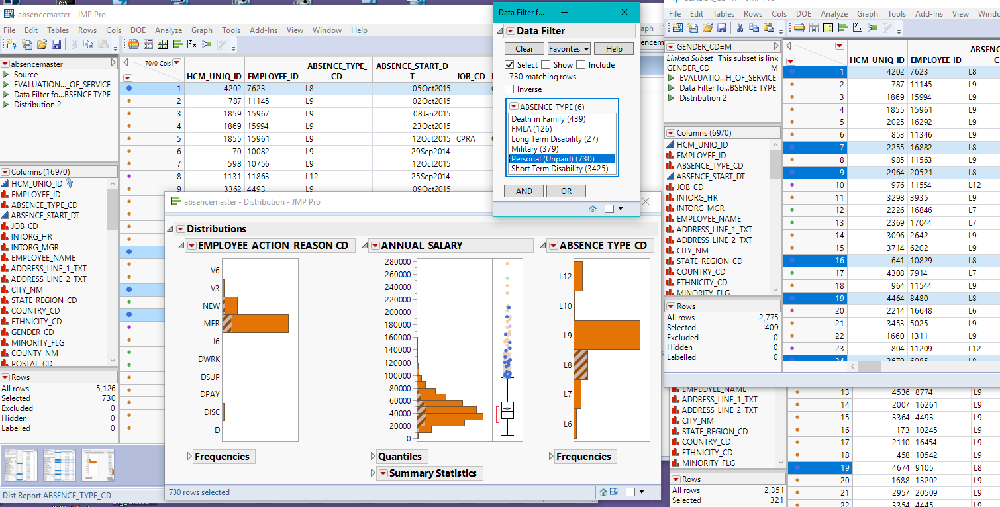 absencemaster - JMP Pro
File Edit Tables Rows Cols DOE Analyze Graph Tools Add-Ins View Window Help
absencemaster
Source
EVALUATION..._OF_SERVICE
Data Filter fo...BSENCE TYPE
Distribution 2
Columns (169/0)
HCM_UNIQ_ID
EMPLOYEE_ID
ABSENCE_TYPE_CD
ABSENCE_START_DT
JOB_CD
INTORG_HR
INTORG_MGR
EMPLOYEE_NAME
ADDRESS_LINE_1_TXT
ADDRESS_LINE_2_TXT
CITY_NM
STATE_REGION_CD
COUNTRY_CD
ETHNICITY_CD
GENDER_CD
MINORITY_FLG
COUNTY_NM
POSTAL_CD
Rows
All rows 5,126
Selected 730
Excluded 0
Hidden 0
Labelled 0
Dist Report ABSENCE_TYPE_CD
70/0 Cols
HCM_UNIQ_ID EMPLOYEE_ID ABSENCE_TYPE_CD ABSENCE_START_DT JOB_CD
1 4202 7623 L8 05Oct2015
2 787 11145 L9 02Oct2015
3 1859 15967 L9 08Jan2015
4 1869 15994 L9 23Oct2015
5 1855 15961 L9 12Oct2015 CPRA
6 70 10082 L9 29Sep2014
7 598 10756 L9 12Oct2015
8 1131 11863 L12 25Sep2014
9 3362 4493 L9 09Oct2015
Data Filter f...
Data Filter
Clear Favorites Help
Select Show Include
730 matching rows
Inverse
ABSENCE_TYPE (6)
Death in Family (439)
FMLA (126)
Long Term Disability (27)
Military (379)
Personal (Unpaid) (730)
Short Term Disability (3425)
AND OR
absencemaster - Distribution - JMP Pro
Distributions
EMPLOYEE_ACTION_REASON_CD
V6
V3
NEW
MER
I6
DWRK
DSUP
DPAY
DISC
D
Frequencies
ANNUAL_SALARY
280000
260000
240000
220000
200000
180000
160000
140000
120000
100000
80000
60000
40000
20000
0
Quantiles
Summary Statistics
ABSENCE_TYPE_CD
L12
L10
L9
L8
L7
L6
Frequencies
730 rows selected
File Edit Tables Rows Cols DOE Analyze Graph Tools Add-Ins View Window
GENDER_CD=M
Linked Subset This subset is link
GENDER_CD M
EVALUATION...H_OF_SERVICE
Data Filter fo...BSENCE TYPE
Distribution 2
Columns (69/0)
HCM_UNIQ_ID
EMPLOYEE_ID
ABSENCE_TYPE_CD
ABSENCE_START_DT
JOB_CD
INTORG_HR
INTORG_MGR
EMPLOYEE_NAME
ADDRESS_LINE_1_TXT
ADDRESS_LINE_2_TXT
CITY_NM
STATE_REGION_CD
COUNTRY_CD
ETHNICITY_CD
MINORITY_FLG
Rows
All rows 2,775
Selected 409
Excluded 0
Hidden 0
Labelled 0
HCM_UNIQ_ID EMPLOYEE_ID ABSENC
1 4202 7623 L8
2 787 11145 L9
3 1869 15994 L9
4 1855 15961 L9
5 2025 16292 L9
6 853 11346 L9
7 2255 16882 L8
8 985 11563 L9
9 2964 20521 L8
10 976 11554 L12
11 3298 3935 L9
12 2226 16846 L7
13 2369 17044 L7
14 3096 2642 L9
15 3714 6202 L9
16 641 10829 L8
17 4308 7914 L7
18 964 11544 L9
19 4464 8480 L8
20 2214 16648 L6
21 3453 5025 L9
22 1660 1311 L9
23 804 11209 L12
EMPLOYEE_NAME
ADDRESS_LINE_1_TXT
ADDRESS_LINE_2_TXT
CITY_NM
STATE_REGION_CD
COUNTRY_CD
ETHNICITY_CD
MINORITY_FLG
Rows
All rows 2,351
Selected 321
13 4536 8774 L9
14 2007 16261 L9
15 3364 4493 L9
16 173 10245 L9
17 2110 16454 L9
18 458 10542 L9
19 4674 9105 L8
20 1688 13202 L9
21 2957 20509 L9
22 3354 4445 L9